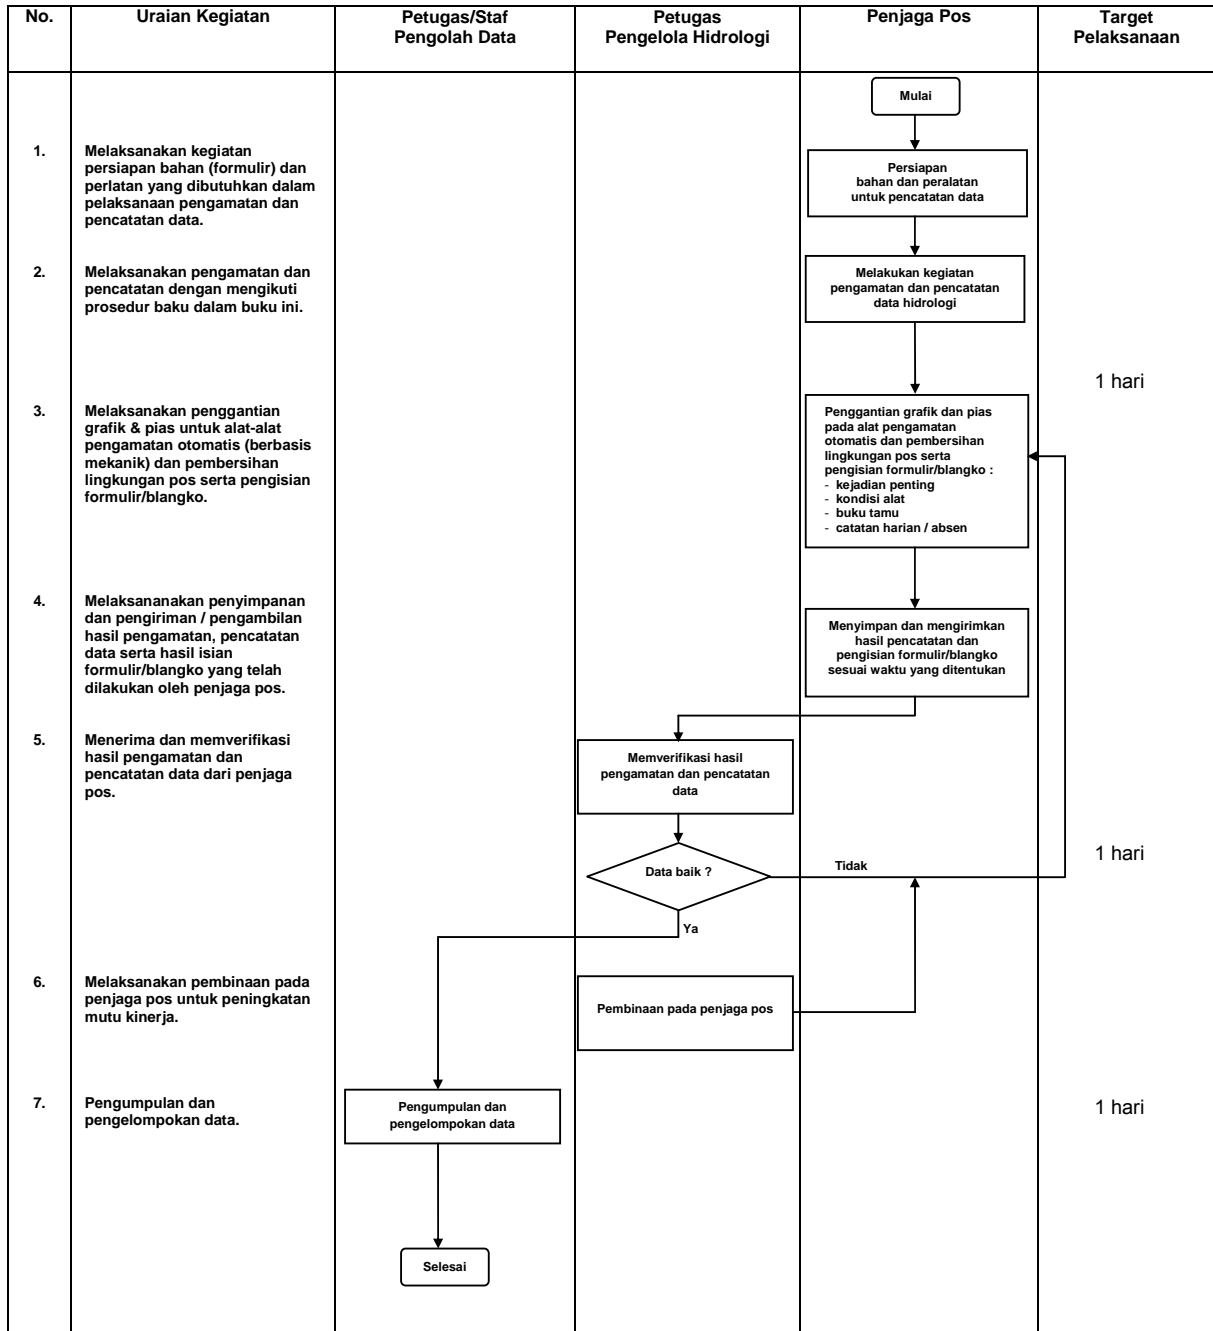 No.
Uraian Kegiatan
Petugas/Staf
Pengolah Data
Petugas
Pengelola Hidrologi
Penjaga Pos
Target
Pelaksanaan
Mulai
1.
Melaksanakan kegiatan
persiapan bahan (formulir) dan
perlatan yang dibutuhkan dalam
pelaksanaan pengamatan dan
pencatatan data.
Persiapan
bahan dan peralatan
untuk pencatatan data
2.
Melaksanakan pengamatan dan
pencatatan dengan mengikuti
prosedur baku dalam buku ini.
Melakukan kegiatan
pengamatan dan pencatatan
data hidrologi
1 hari
3.
Melaksanakan penggantian
grafik & pias untuk alat-alat
pengamatan otomatis (berbasis
mekanik) dan pembersihan
lingkungan pos serta pengisian
formulir/blangko.
Penggantian grafik dan pias
pada alat pengamatan
otomatis dan pembersihan
lingkungan pos serta
pengisian formulir/blangko :
- kejadian penting
- kondisi alat
- buku tamu
- catatan harian / absen
4.
Melaksananakan penyimpanan
dan pengiriman / pengambilan
hasil pengamatan, pencatatan
data serta hasil isian
formulir/blangko yang telah
dilakukan oleh penjaga pos.
Menyimpan dan mengirimkan
hasil pencatatan dan
pengisian formulir/blangko
sesuai waktu yang ditentukan
5.
Menerima dan memverifikasi
hasil pengamatan dan
pencatatan data dari penjaga
pos.
Memverifikasi hasil
pengamatan dan pencatatan
data
1 hari
Data baik ?
Tidak
Ya
6.
Melaksanakan pembinaan pada
penjaga pos untuk peningkatan
mutu kinerja.
Pembinaan pada penjaga pos
7.
Pengumpulan dan
pengelompokan data.
Pengumpulan dan
pengelompokan data
1 hari
Selesai